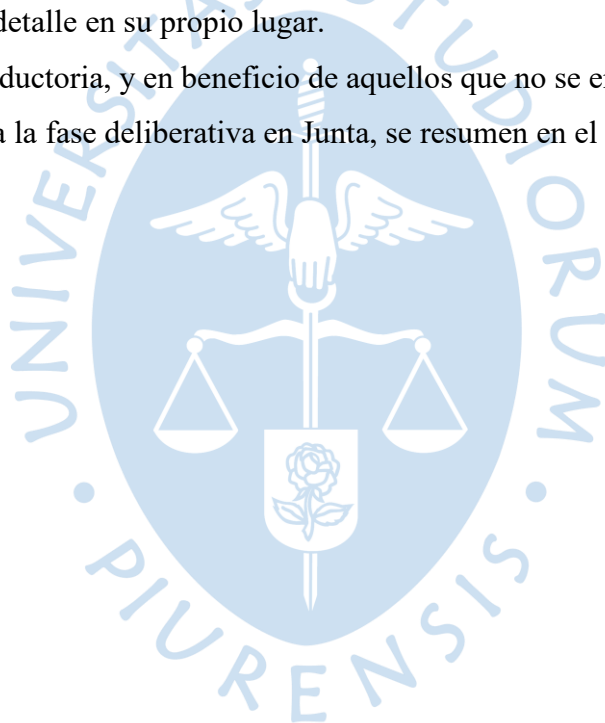 detalle en su propio lugar.
ductoria, y en beneficio de aquellos que no se
a la fase deliberativa en Junta, se resumen en el
UNIVERSITAS STUDIORUM
PIURENSIS